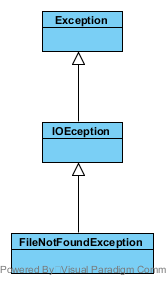 Exception
IOEception
FileNotFoundException
Powered By Visual Paradigm Comm